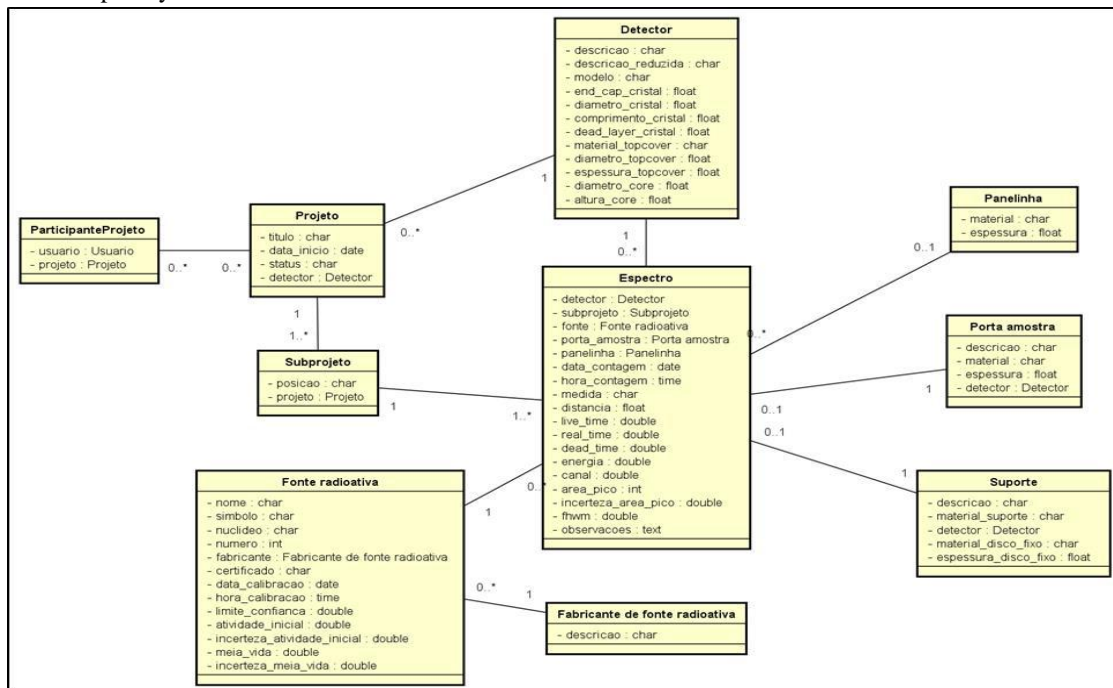 Detector
- descricao : char
- descricao_reduzida : char
- modelo : char
- end_cap_cristal : float
- diametro_cristal : float
- comprimento_cristal : float
- dead_layer_cristal : float
- material_topcover : char
- diametro_topcover : float
- espessura_topcover : float
- diametro_core : float
- altura_core : float
1
0..*
1
0..*
ParticipanteProjeto
- usuario : Usuario
- projeto : Projeto
0..*
0..*
Projeto
- titulo : char
- data_inicio : date
- status : char
- detector : Detector
1
1..*
Subprojeto
- posicao : char
- projeto : Projeto
1
1..*
Espectro
- detector : Detector
- subprojeto : Subprojeto
- fonte : Fonte radioativa
- porta_amostra : Porta amostra
- panelinha : Panelinha
- data_contagem : date
- hora_contagem : time
- medida : char
- distancia : float
- live_time : double
- real_time : double
- dead_time : double
- energia : double
- canal : double
- area_pico : int
- incerteza_area_pico : double
- fhwm : double
- observacoes : text
Panelinha
- material : char
- espessura : float
0..1
0..*
Porta amostra
- descricao : char
- material : char
- espessura : float
- detector : Detector
1
0..1
0..1
1
Suporte
- descricao : char
- material_suporte : char
- detector : Detector
- material_disco_fixo : char
- espessura_disco_fixo : float
Fonte radioativa
- nome : char
- simbolo : char
- nuclideo : char
- numero : int
- fabricante : Fabricante de fonte radioativa
- certificado : char
- data_calibracao : date
- hora_calibracao : time
- limite_confianca : double
- atividade_inicial : double
- incerteza_atividade_inicial : double
- meia_vida : double
- incerteza_meia_vida : double
0..*
1
0..*
1
Fabricante de fonte radioativa
- descricao : char